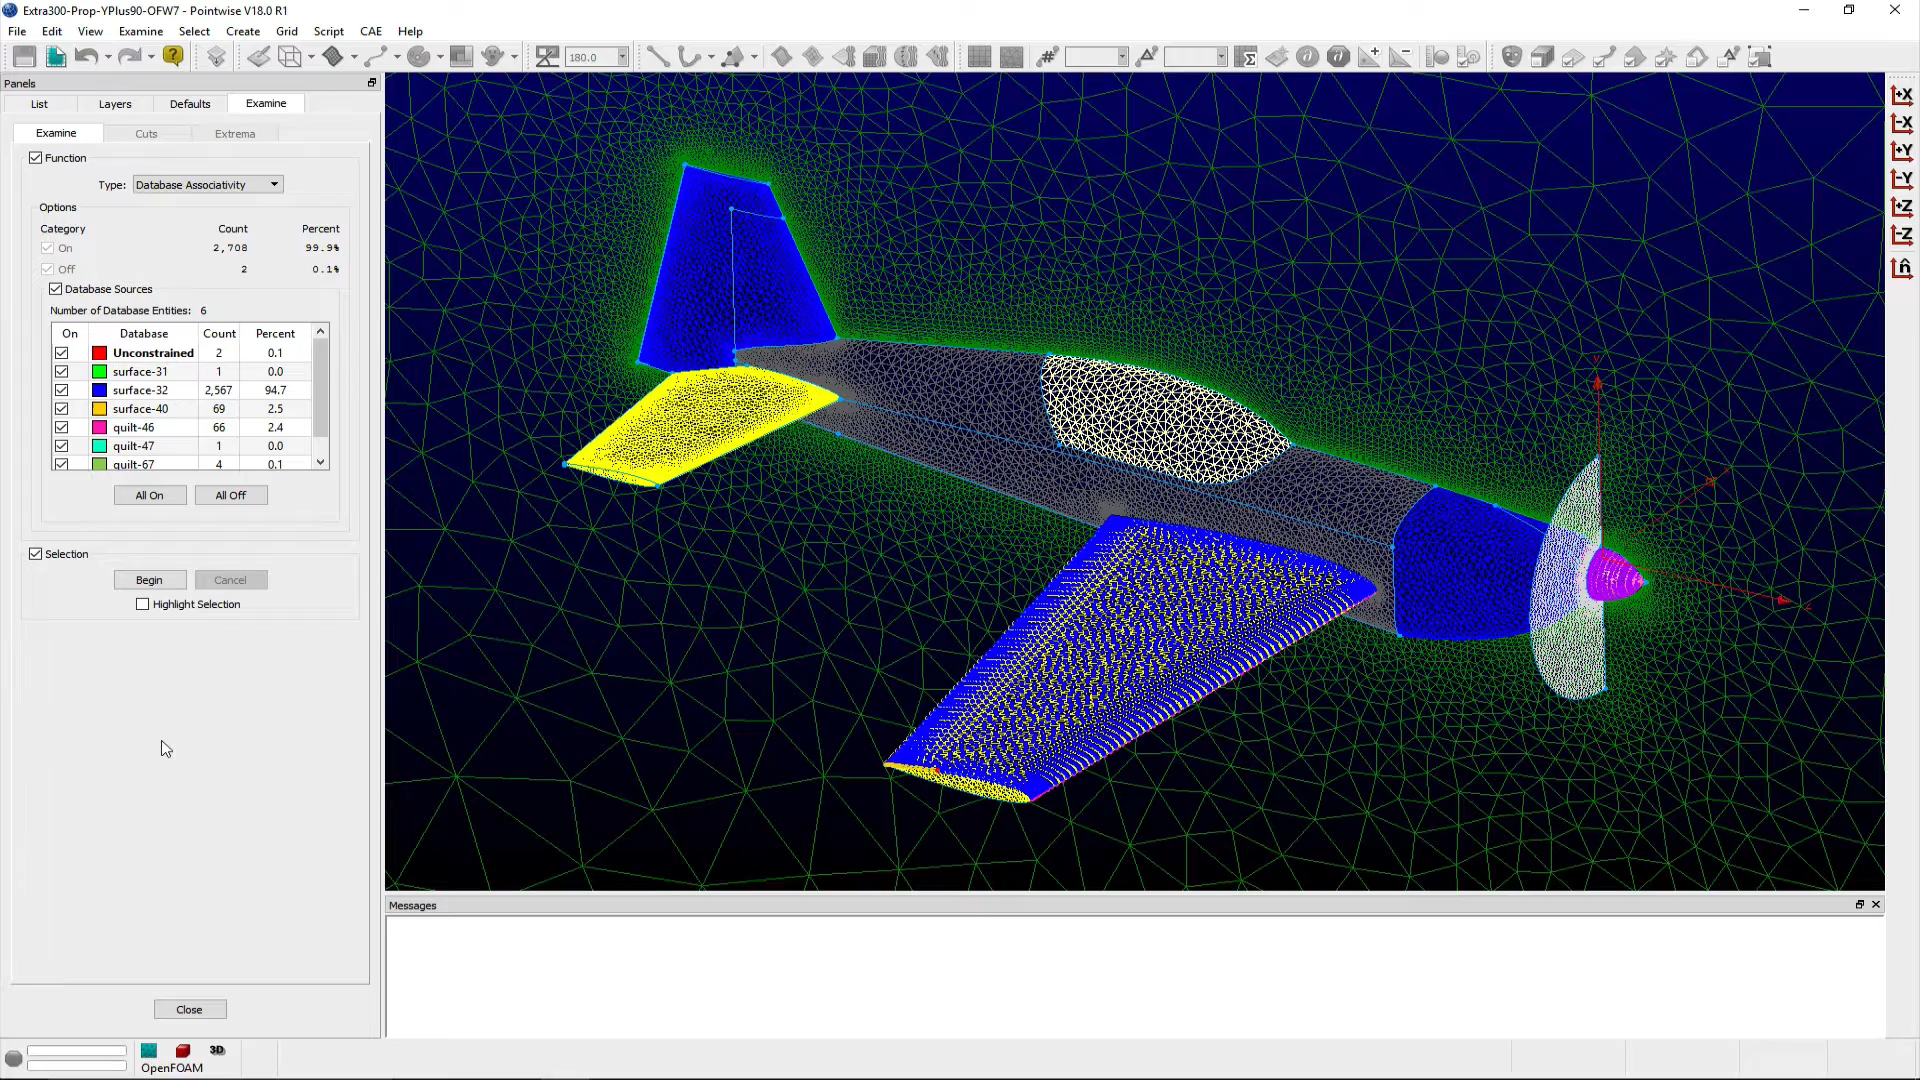 Extra300-Prop-YPlus90-OFW7 - Pointwise V18.0 R1
File Edit View Examine Select Create Grid Script CAE Help
180.0
Panels
List Layers Defaults Examine
Examine Cuts Extrema
Function
Type: Database Associativity
Options
Category Count Percent
On 2,708 99.9%
Off 2 0.1%
Database Sources
Number of Database Entities: 6
On Database Count Percent
Unconstrained 2 0.1
surface-31 1 0.0
surface-32 2,567 94.7
surface-40 69 2.5
quilt-46 66 2.4
quilt-47 1 0.0
quilt-67 4 0.1
All On All Off
Selection
Begin Cancel
Highlight Selection
Close
+X
-X
+Y
-Y
+Z
-Z
n̂
Messages
3D
OpenFOAM